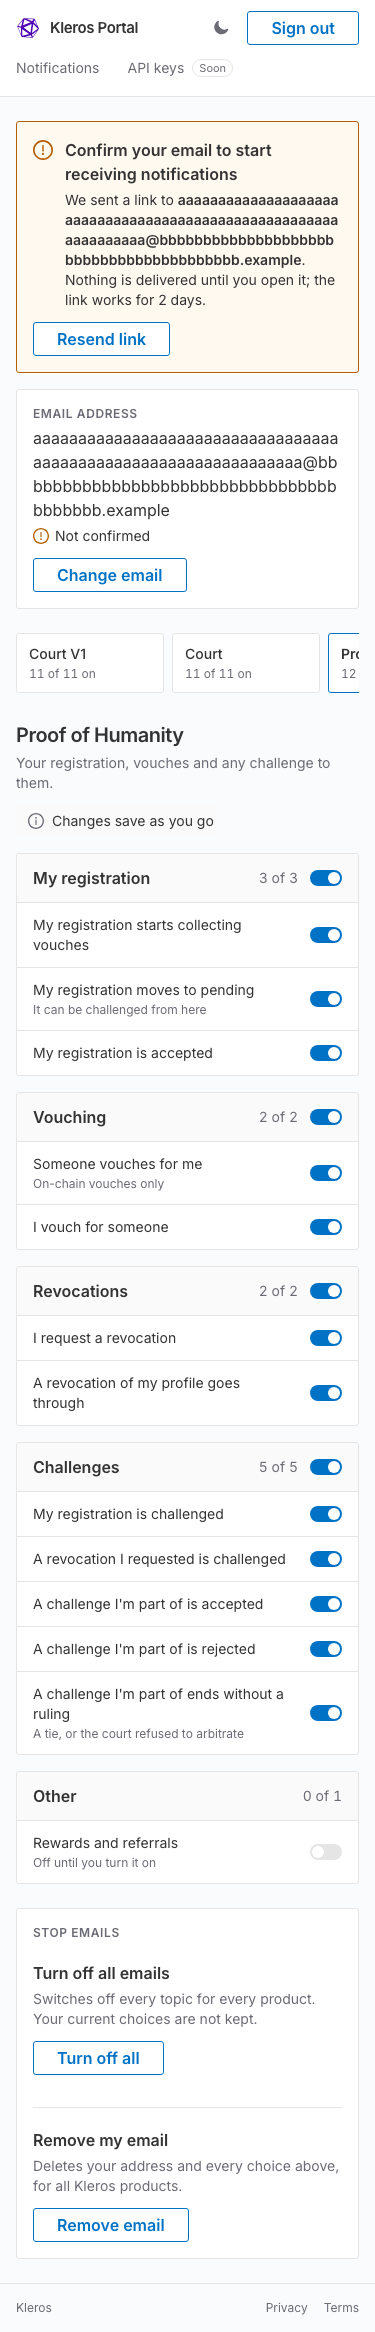 Kleros Portal
Sign out
Notifications
API keys
Soon
Confirm your email to start
receiving notifications
We sent a link to aaaaaaaaaaaaaaaaaaaa
aaaaaaaaaaaaaaaaaaaaaaaaaaaaaaaaaa
aaaaaaaaaa@bbbbbbbbbbbbbbbbbbbb
bbbbbbbbbbbbbbbbbbbb.example.
Nothing is delivered until you open it; the
link works for 2 days.
Resend link
EMAIL ADDRESS
Not confirmed
Change email
Court V1
11 of 11 on
Court
11 of 11 on
12
Proof of Humanity
Your registration, vouches and any challenge to
them.
Changes save as you go
My registration
3 of 3
My registration starts collecting
vouches
My registration moves to pending
It can be challenged from here
My registration is accepted
Vouching
2 of 2
Someone vouches for me
On-chain vouches only
I vouch for someone
Revocations
2 of 2
I request a revocation
A revocation of my profile goes
through
Challenges
5 of 5
My registration is challenged
A revocation I requested is challenged
A challenge I'm part of is accepted
A challenge I'm part of is rejected
A challenge I'm part of ends without a
ruling
A tie, or the court refused to arbitrate
Other
0 of 1
Rewards and referrals
Off until you turn it on
STOP EMAILS
Turn off all emails
Switches off every topic for every product.
Your current choices are not kept.
Turn off all
Remove my email
Deletes your address and every choice above,
for all Kleros products.
Remove email
Kleros
Privacy
Terms